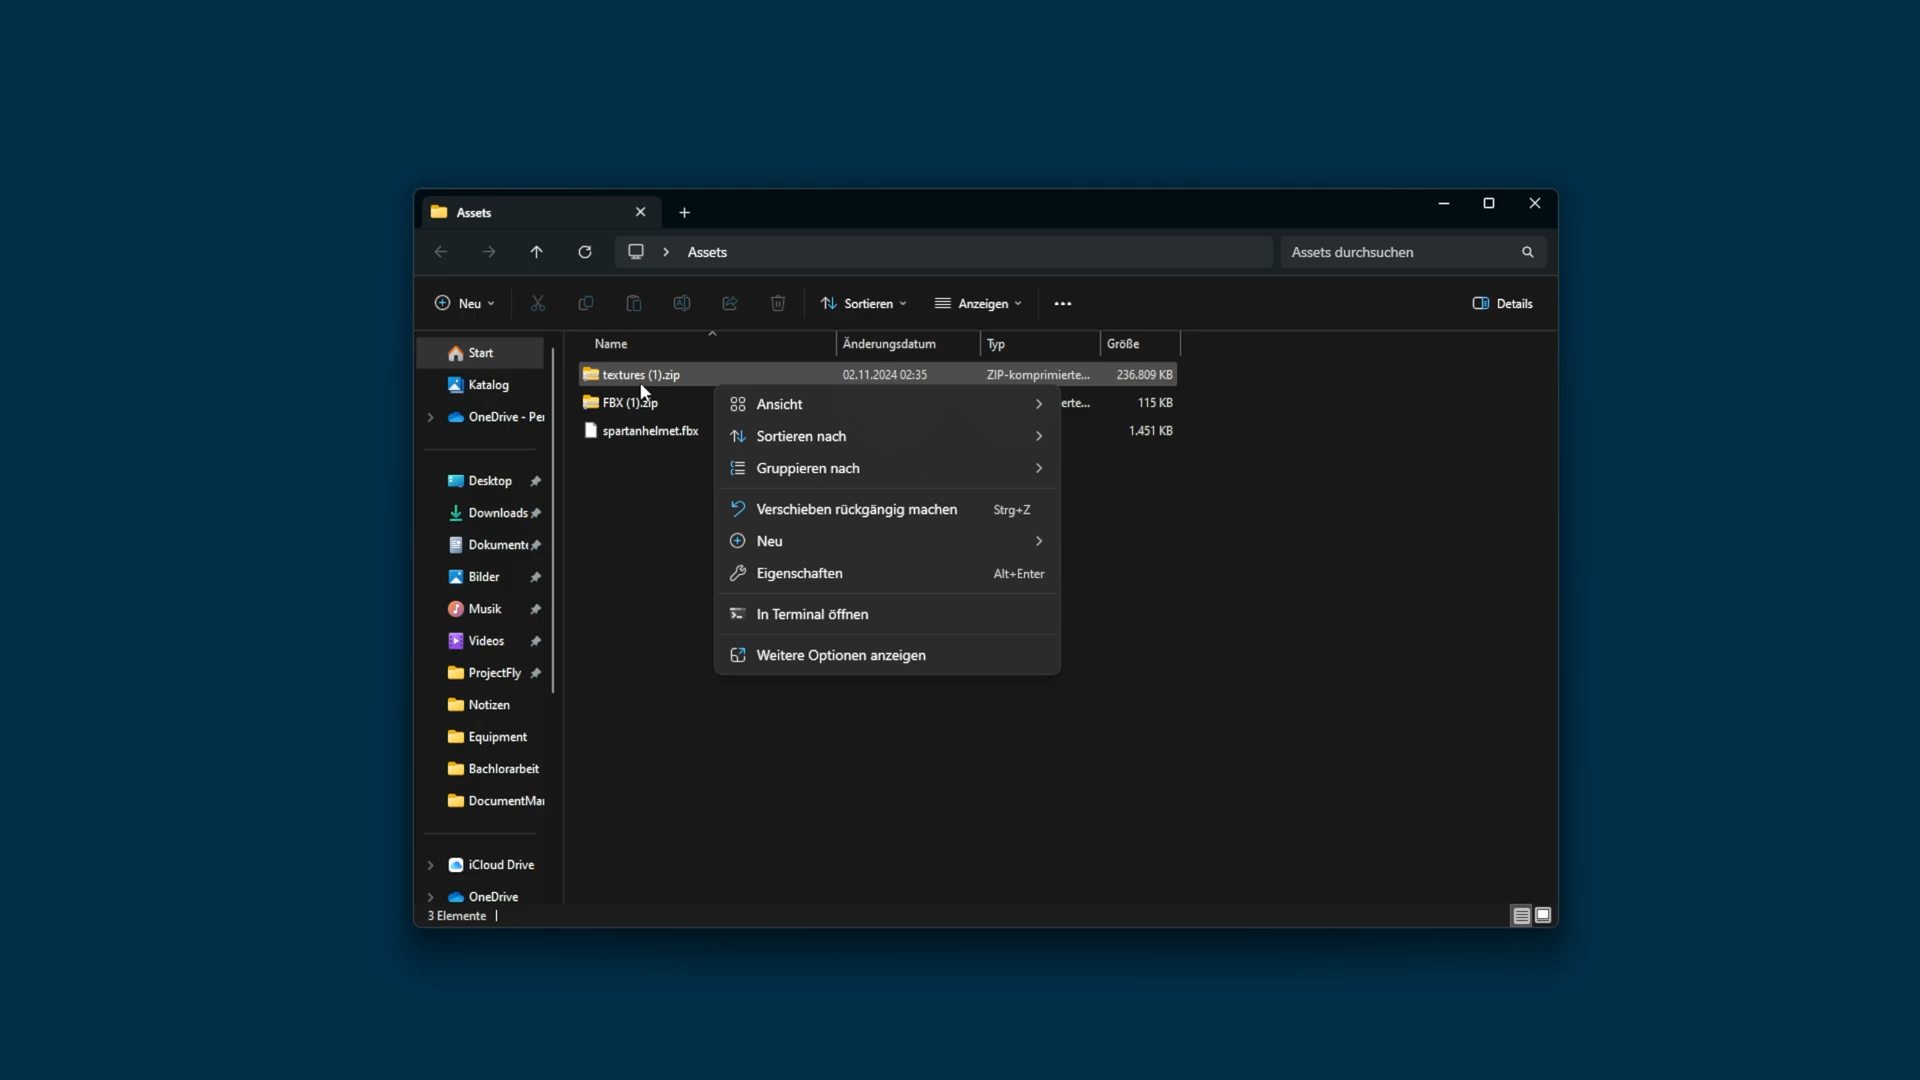 Assets
Assets
Assets durchsuchen
Neu
Sortieren
Anzeigen
Details
Name
Änderungsdatum
Typ
Größe
textures (1).zip
02.11.2024 02:35
ZIP-komprimierte...
236.809 KB
FBX (1).zip
erte...
115 KB
spartanhelmet.fbx
1.451 KB
Start
Katalog
OneDrive - Per
Desktop
Downloads
Dokumente
Bilder
Musik
Videos
ProjectFly
Notizen
Equipment
Bachlorarbeit
DocumentMan
iCloud Drive
OneDrive
Ansicht
Sortieren nach
Gruppieren nach
Verschieben rückgängig machen Strg+Z
Neu
Eigenschaften Alt+Enter
In Terminal öffnen
Weitere Optionen anzeigen
3 Elemente